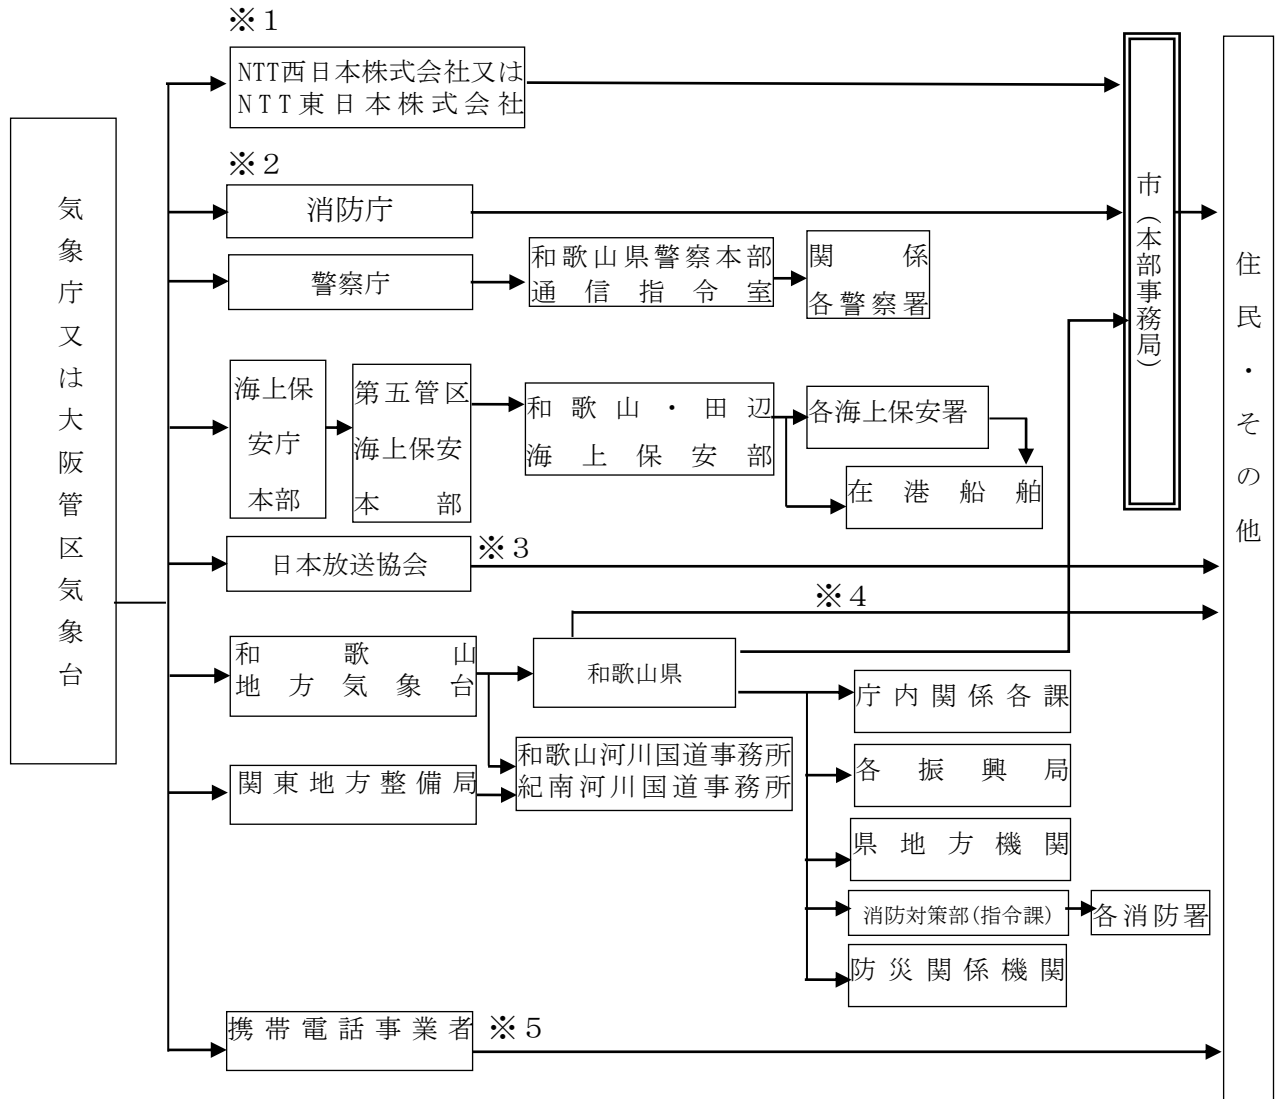 ※１
NTT西日本株式会社又は
NTT東日本株式会社
気象庁又は大阪管区気象台
※２
消防庁
警察庁
和歌山県警察本部
通信指令室
関係
各警察署
市（本部事務局）
住民・その他
海上保
安庁
本部
第五管区
海上保安
本部
和歌山・田辺
海上保安部
各海上保安署
在港船舶
日本放送協会
※３
※４
和歌山
地方気象台
和歌山県
庁内関係各課
和歌山河川国道事務所
紀南河川国道事務所
関東地方整備局
各振興局
県地方機関
消防対策部(指令課)
各消防署
防災関係機関
携帯電話事業者
※５